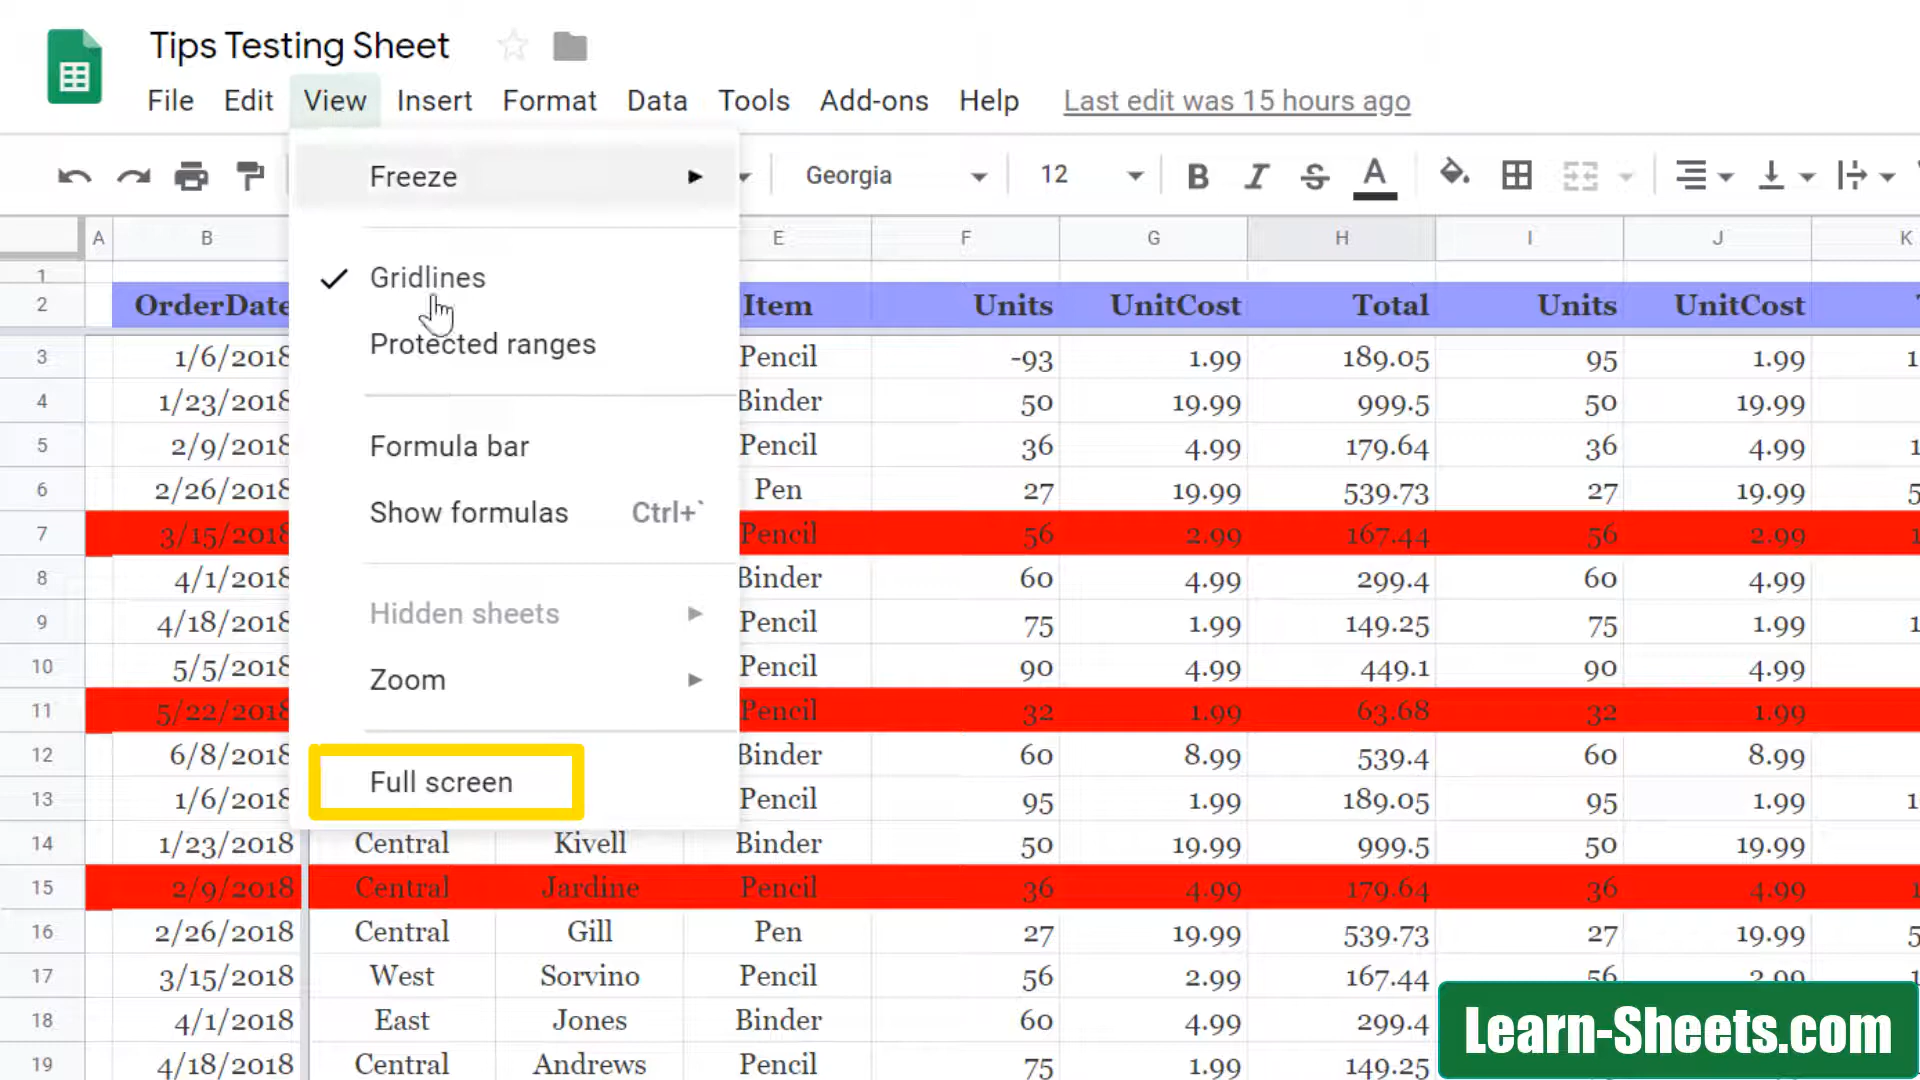 Tips Testing Sheet
File Edit View Insert Format Data Tools Add-ons Help Last edit was 15 hours ago
Freeze
Georgia 12 B I S A
A B E F G H I J K
1
2 OrderDate Item Units UnitCost Total Units UnitCost
Gridlines
Protected ranges
Formula bar
Show formulas Ctrl+`
Hidden sheets
Zoom
Full screen
3 1/6/2018 Pencil -93 1.99 189.05 95 1.99
4 1/23/2018 Binder 50 19.99 999.5 50 19.99
5 2/9/2018 Pencil 36 4.99 179.64 36 4.99
6 2/26/2018 Pen 27 19.99 539.73 27 19.99
7 3/15/2018 Pencil 56 2.99 167.44 56 2.99
8 4/1/2018 Binder 60 4.99 299.4 60 4.99
9 4/18/2018 Pencil 75 1.99 149.25 75 1.99
10 5/5/2018 Pencil 90 4.99 449.1 90 4.99
11 5/22/2018 Pencil 32 1.99 63.68 32 1.99
12 6/8/2018 Binder 60 8.99 539.4 60 8.99
13 1/6/2018 Pencil 95 1.99 189.05 95 1.99
14 1/23/2018 Central Kivell Binder 50 19.99 999.5 50 19.99
15 2/9/2018 Central Jardine Pencil 36 4.99 179.64 36 4.99
16 2/26/2018 Central Gill Pen 27 19.99 539.73 27 19.99
17 3/15/2018 West Sorvino Pencil 56 2.99 167.44 56 2.99
18 4/1/2018 East Jones Binder 60 4.99 299.4
19 4/18/2018 Central Andrews Pencil 75 1.99 149.25
Learn-Sheets.com